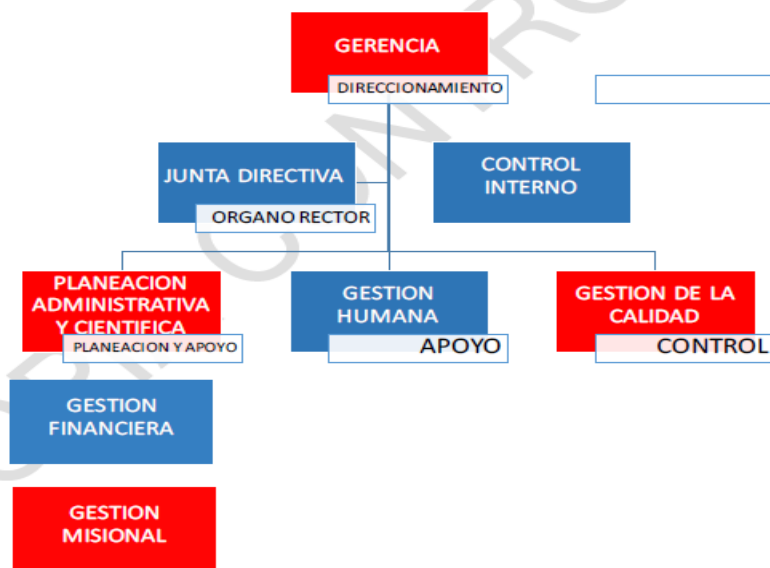 GERENCIA
DIRECCIONAMIENTO
JUNTA DIRECTIVA
ORGANO RECTOR
CONTROL
INTERNO
PLANEACION
ADMINISTRATIVA
Y CIENTIFICA
PLANEACION Y APOYO
GESTION
HUMANA
APOYO
GESTION DE LA
CALIDAD
CONTROL
GESTION
FINANCIERA
GESTION
MISIONAL